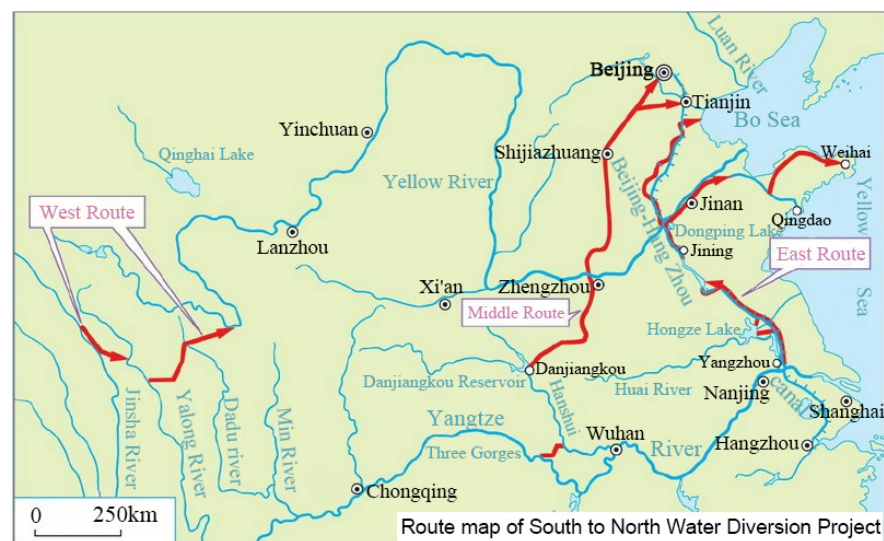 Beijing
Luan River
Tianjin
Bo Sea
Yinchuan
Qinghai Lake
Shijiazhuang
Weihai
Yellow River
Beijing-Hang Zhou
West Route
Jinan
Qingdao
Yellow
Sea
Lanzhou
Dongping Lake
Jining
East Route
Xi'an
Zhengzhou
Middle Route
Hongze Lake
Danjiangkou
Yangzhou
Danjiangkou Reservoir
Huai River
Nanjing
canal
Shanghai
Jinsha River
Yalong River
Dadu river
Min River
Hanshui
Yangtze
Wuhan
River
Hangzhou
Three Gorges
Chongqing
0 250km
Route map of South to North Water Diversion Project